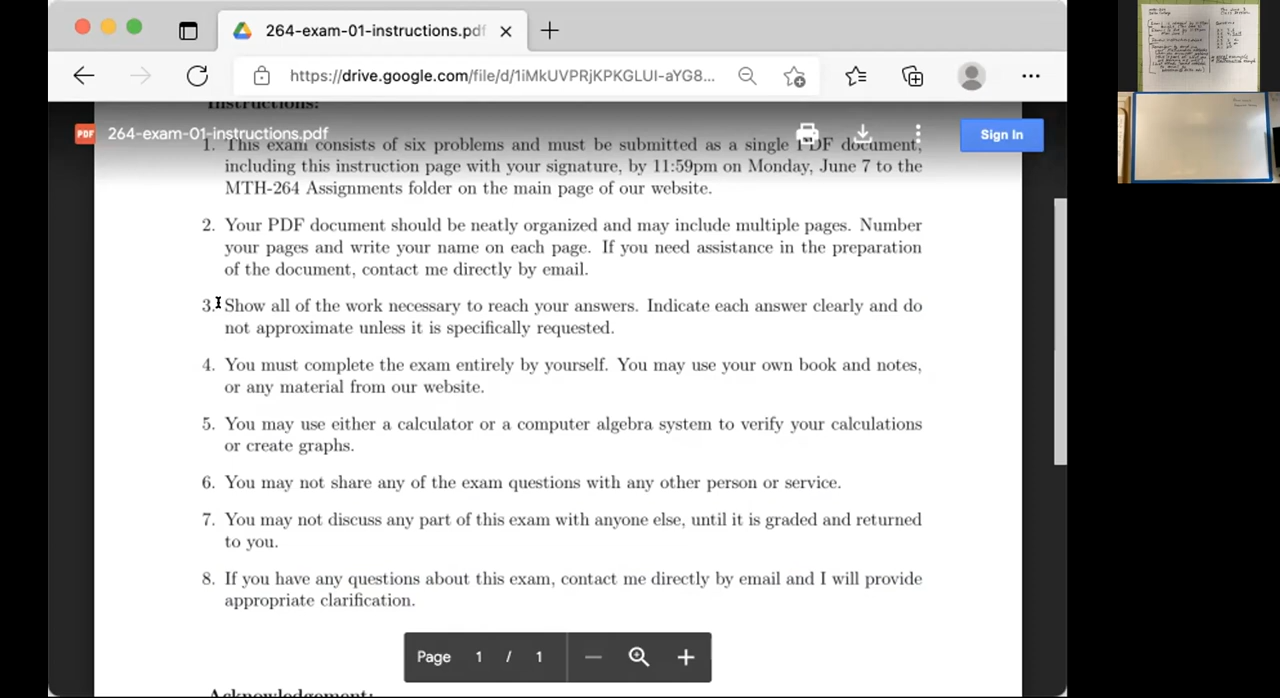 264-exam-01-instructions.pdf
https://drive.google.com/file/d/1iMkUVPRjKPKGLUI-aYG8...
Instructions:
PDF 264-exam-01-instructions.pdf
Sign In
1. This exam consists of six problems and must be submitted as a single PDF document,
including this instruction page with your signature, by 11:59pm on Monday, June 7 to the
MTH-264 Assignments folder on the main page of our website.
2. Your PDF document should be neatly organized and may include multiple pages. Number
your pages and write your name on each page. If you need assistance in the preparation
of the document, contact me directly by email.
3. Show all of the work necessary to reach your answers. Indicate each answer clearly and do
not approximate unless it is specifically requested.
4. You must complete the exam entirely by yourself. You may use your own book and notes,
or any material from our website.
5. You may use either a calculator or a computer algebra system to verify your calculations
or create graphs.
6. You may not share any of the exam questions with any other person or service.
7. You may not discuss any part of this exam with anyone else, until it is graded and returned
to you.
8. If you have any questions about this exam, contact me directly by email and I will provide
appropriate clarification.
Page 1 / 1
Acknowledgement: